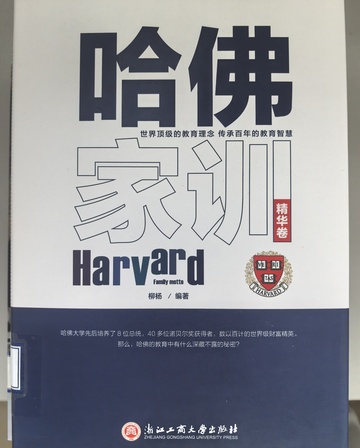 哈佛
世界顶级的教育理念 传承百年的教育智慧
家训
精华卷
Harvard
Family motto
HARVARD
柳杨 / 编著
哈佛大学先后培养了8位总统，40多位诺贝尔奖获得者，数以百计的世界级财富精英。
那么，哈佛的教育中有什么深藏不露的秘密？
浙江工商大学出版社
ZHEJIANG GONGSHANG UNIVERSITY PRESS